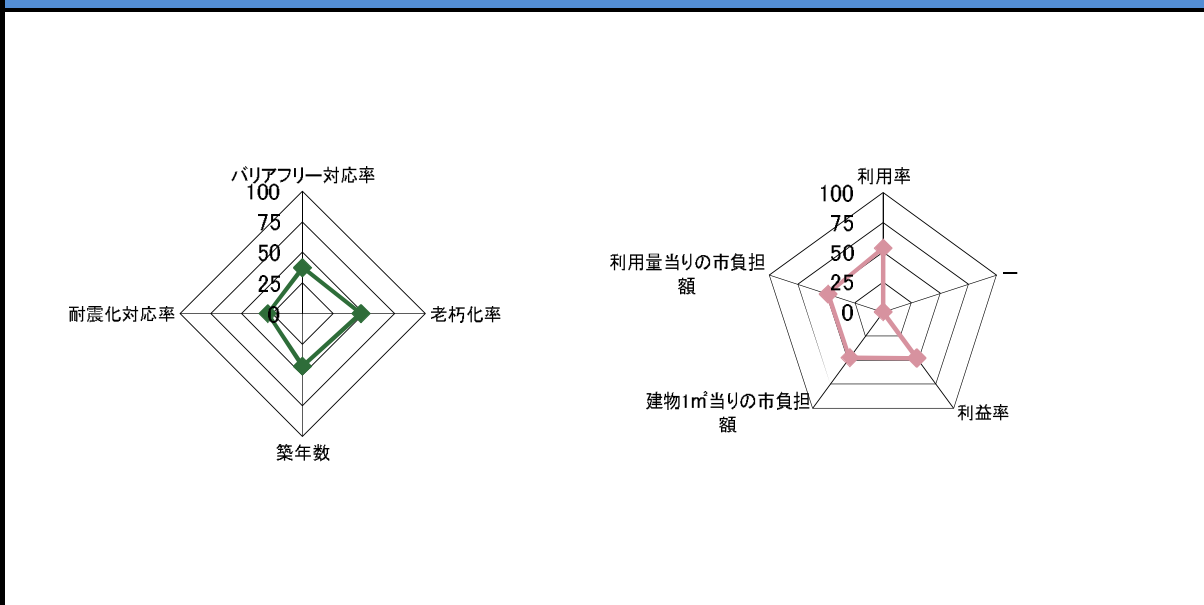 バリアフリー対応率
100
75
50
25
0
耐震化対応率
老朽化率
築年数
利用率
100
75
50
25
0
利用量当りの市負担
額
－
建物1㎡当りの市負担
額
利益率